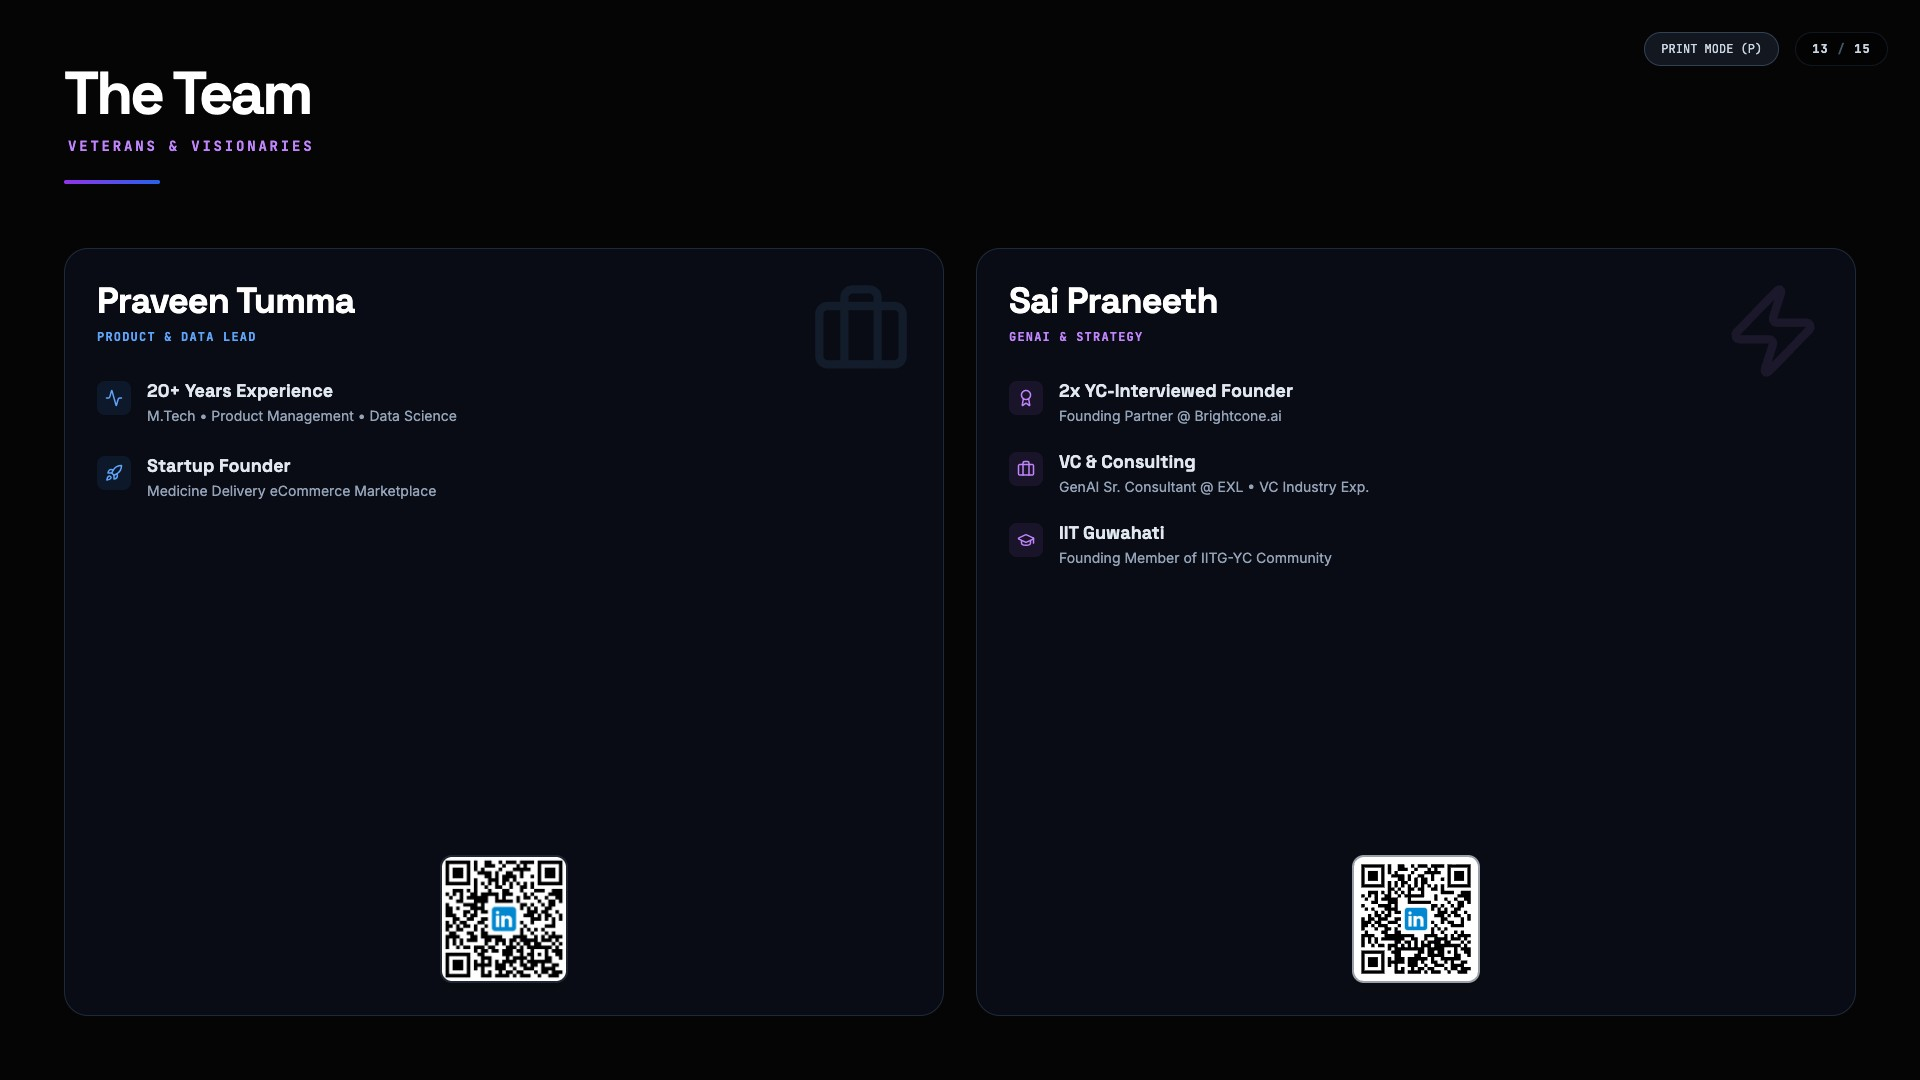 PRINT MODE (P)
13 / 15
The Team
VETERANS & VISIONARIES
Praveen Tumma
PRODUCT & DATA LEAD
20+ Years Experience
M.Tech • Product Management • Data Science
Startup Founder
Medicine Delivery eCommerce Marketplace
in
Sai Praneeth
GENAI & STRATEGY
2x YC-Interviewed Founder
Founding Partner @ Brightcone.ai
VC & Consulting
GenAI Sr. Consultant @ EXL • VC Industry Exp.
IIT Guwahati
Founding Member of IITG-YC Community
in